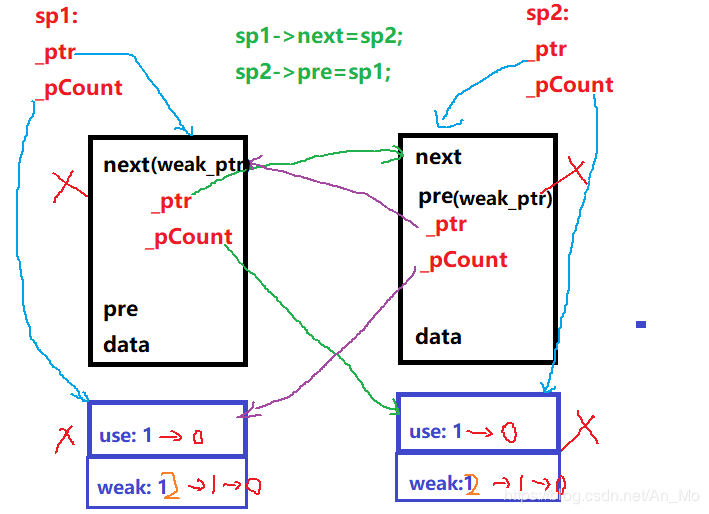 sp1:
_ptr
_pCount
sp1->next=sp2;
sp2->pre=sp1;
sp2:
_ptr
_pCount
next(weak_ptr)
_ptr
_pCount
pre
data
next
pre(weak_ptr)
_ptr
_pCount
data
use: 1 → 0
weak: 1 2 → 1 → 0
use: 1 → 0
weak:1 2 → 1 → 0
https://blog.csdn.net/An_Mo